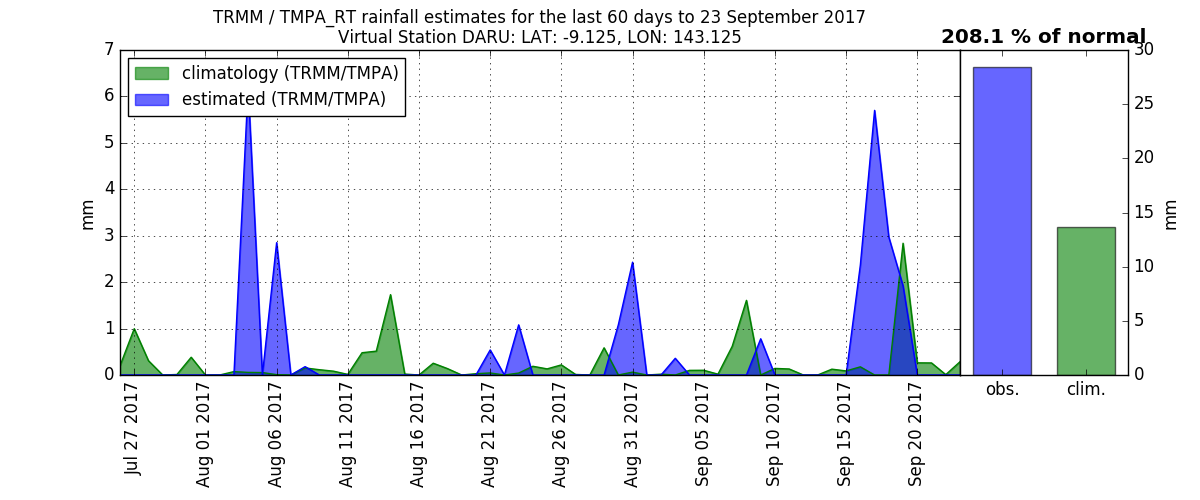 TRMM / TMPA_RT rainfall estimates for the last 60 days to 23 September 2017
Virtual Station DARU: LAT: -9.125, LON: 143.125
208.1 % of normal
climatology (TRMM/TMPA)
estimated (TRMM/TMPA)
7
6
5
4
3
2
1
0
mm
30
25
20
15
10
5
0
mm
obs.
clim.
Jul 27 2017
Aug 01 2017
Aug 06 2017
Aug 11 2017
Aug 16 2017
Aug 21 2017
Aug 26 2017
Aug 31 2017
Sep 05 2017
Sep 10 2017
Sep 15 2017
Sep 20 2017